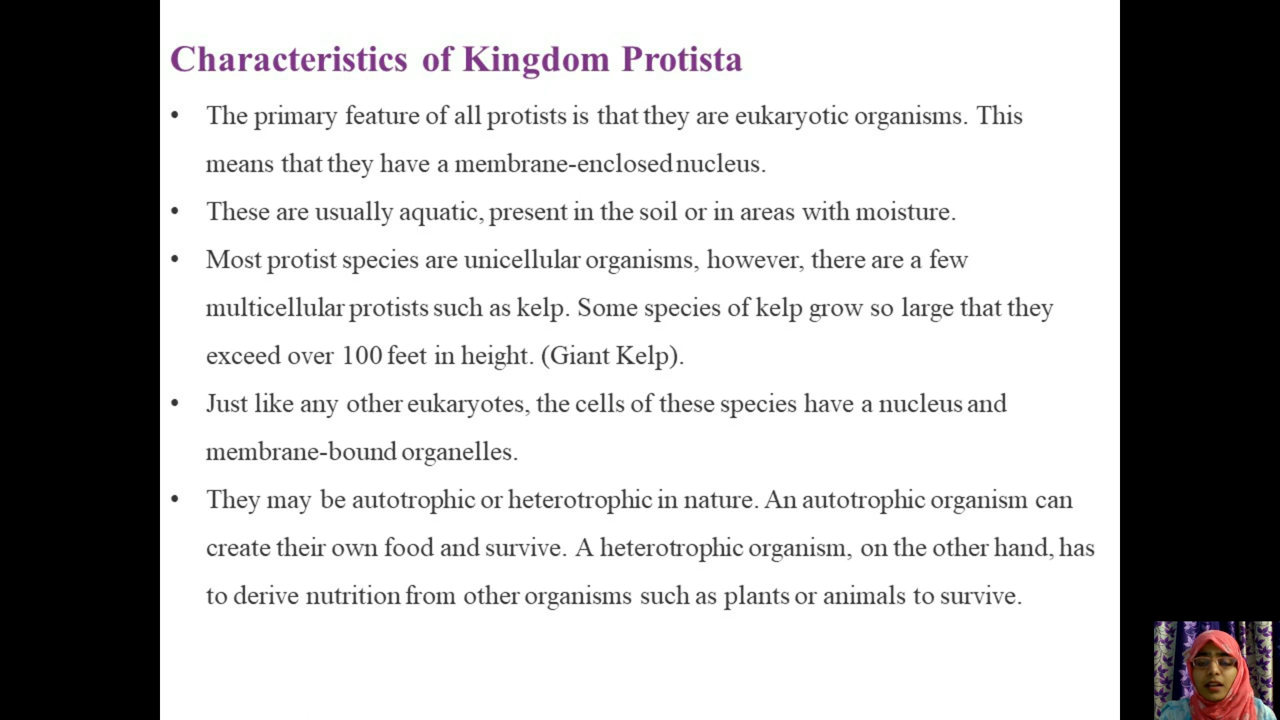 Characteristics of Kingdom Protista
• The primary feature of all protists is that they are eukaryotic organisms. This
means that they have a membrane-enclosed nucleus.
• These are usually aquatic, present in the soil or in areas with moisture.
• Most protist species are unicellular organisms, however, there are a few
multicellular protists such as kelp. Some species of kelp grow so large that they
exceed over 100 feet in height. (Giant Kelp).
• Just like any other eukaryotes, the cells of these species have a nucleus and
membrane-bound organelles.
• They may be autotrophic or heterotrophic in nature. An autotrophic organism can
create their own food and survive. A heterotrophic organism, on the other hand, has
to derive nutrition from other organisms such as plants or animals to survive.